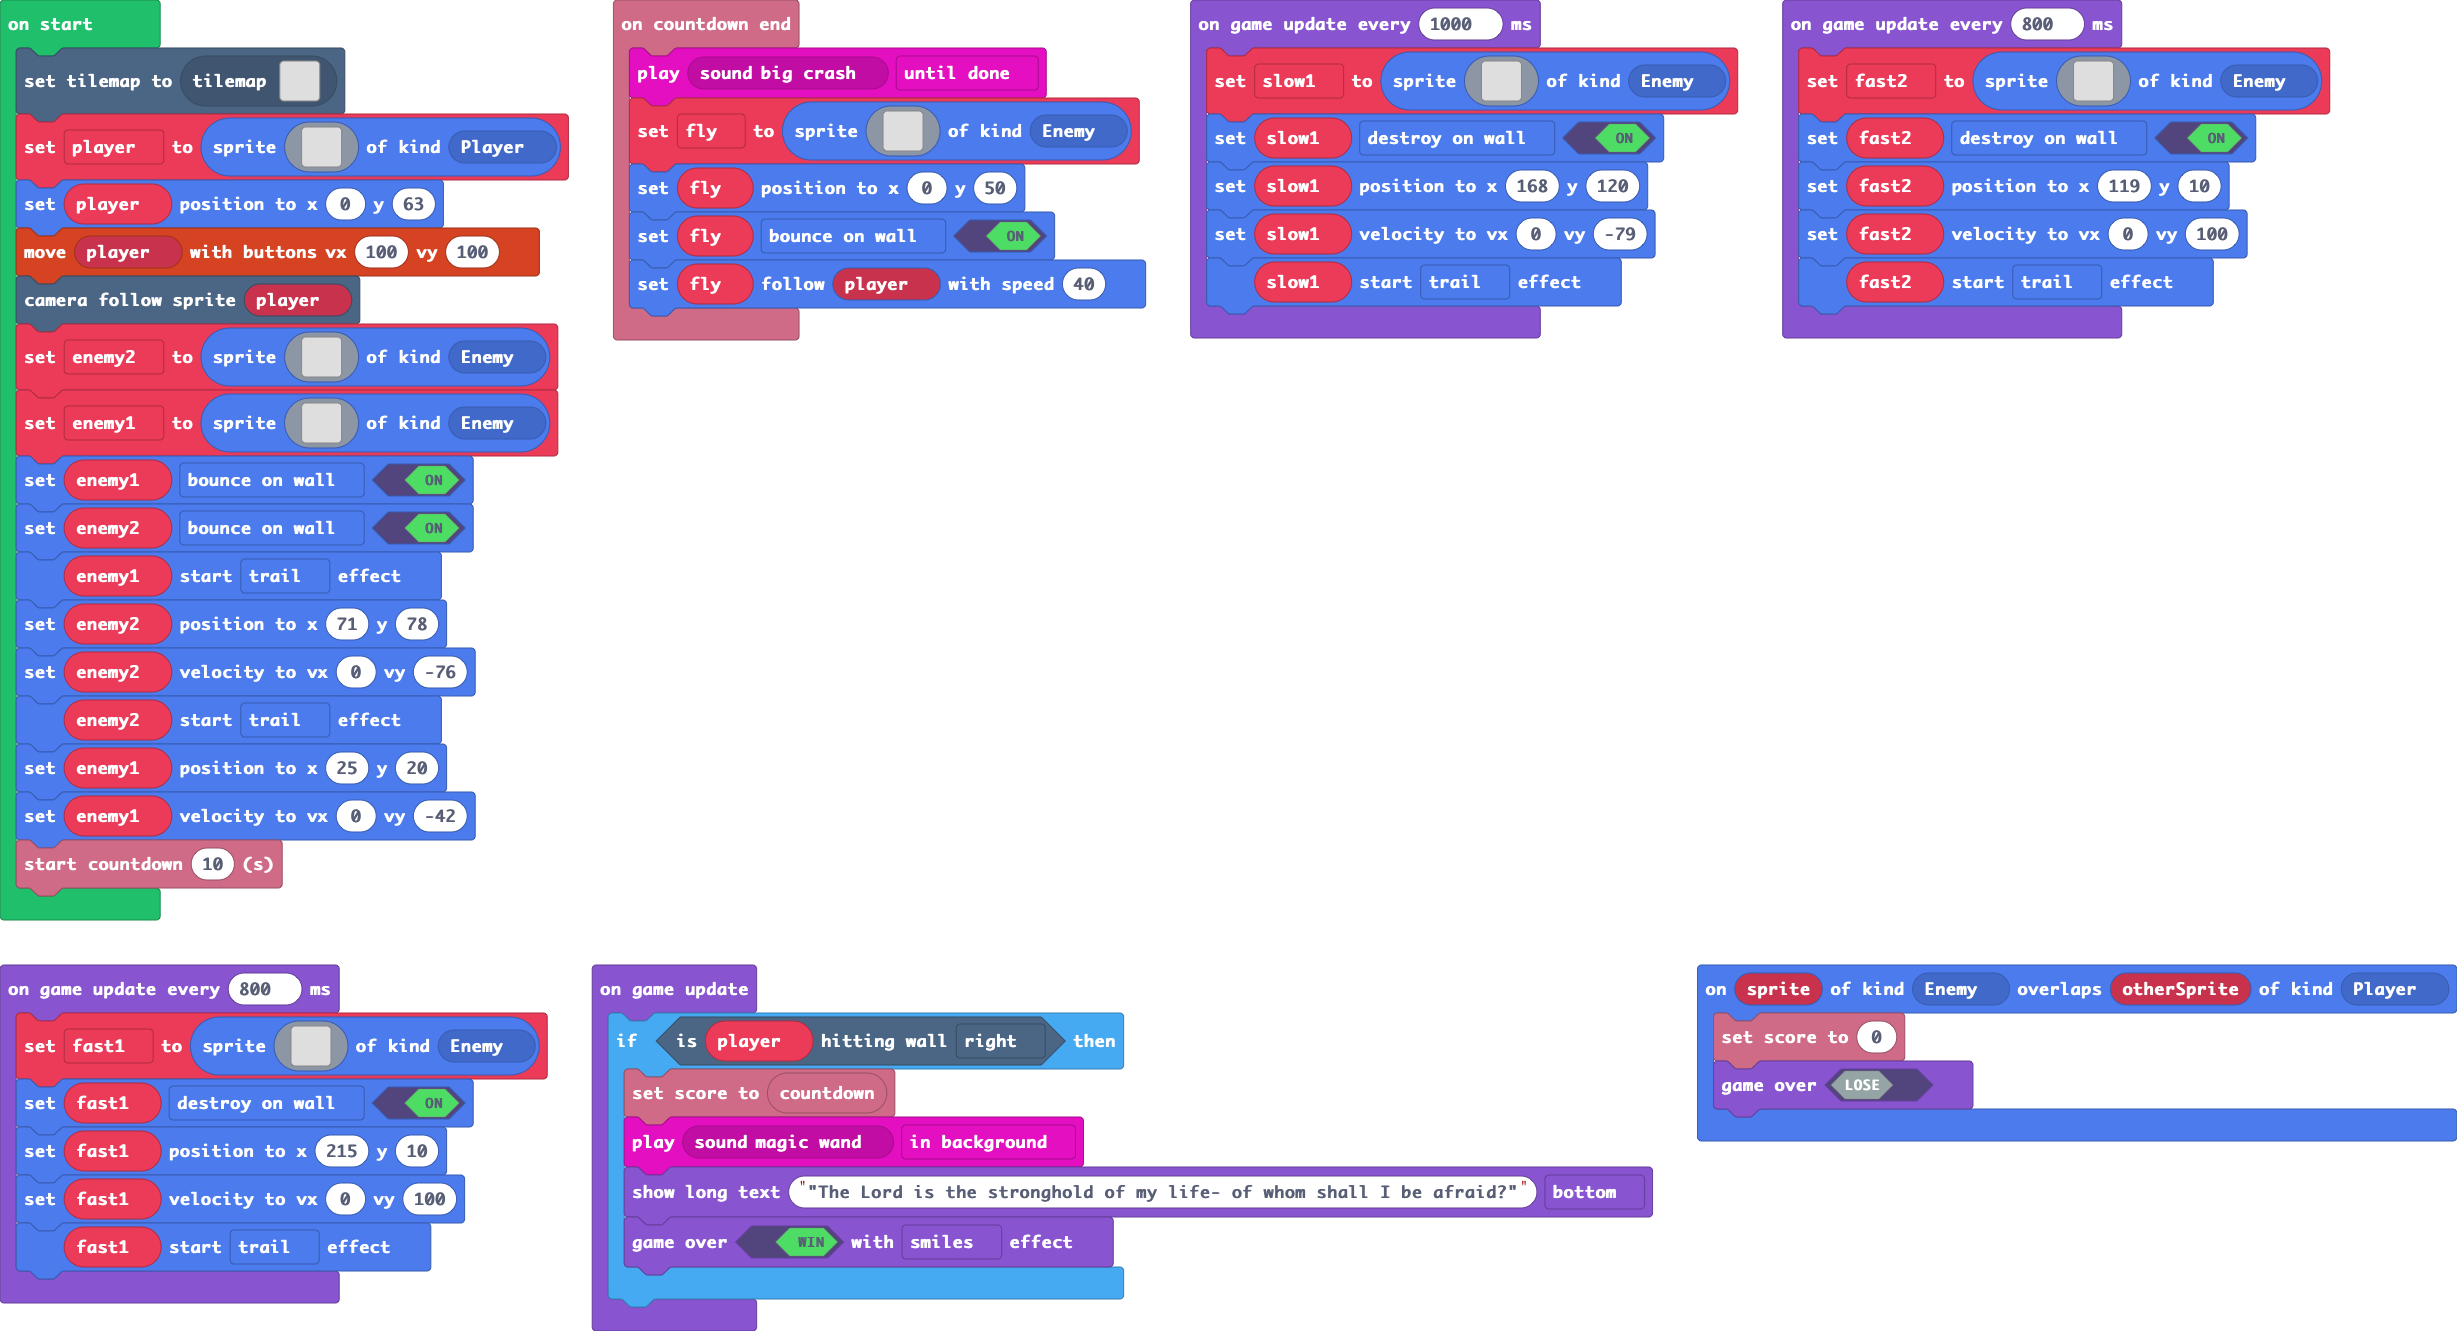 on start
set tilemap to tilemap
set player to sprite of kind Player
set player position to x 0 y 63
move player with buttons vx 100 vy 100
camera follow sprite player
set enemy2 to sprite of kind Enemy
set enemy1 to sprite of kind Enemy
set enemy1 bounce on wall ON
set enemy2 bounce on wall ON
enemy1 start trail effect
set enemy2 position to x 71 y 78
set enemy2 velocity to vx 0 vy -76
enemy2 start trail effect
set enemy1 position to x 25 y 20
set enemy1 velocity to vx 0 vy -42
start countdown 10 (s)
on countdown end
play sound big crash until done
set fly to sprite of kind Enemy
set fly position to x 0 y 50
set fly bounce on wall ON
set fly follow player with speed 40
on game update every 1000 ms
set slow1 to sprite of kind Enemy
set slow1 destroy on wall ON
set slow1 position to x 168 y 120
set slow1 velocity to vx 0 vy -79
slow1 start trail effect
on game update every 800 ms
set fast2 to sprite of kind Enemy
set fast2 destroy on wall ON
set fast2 position to x 119 y 10
set fast2 velocity to vx 0 vy 100
fast2 start trail effect
on game update every 800 ms
set fast1 to sprite of kind Enemy
set fast1 destroy on wall ON
set fast1 position to x 215 y 10
set fast1 velocity to vx 0 vy 100
fast1 start trail effect
on game update
if is player hitting wall right then
set score to countdown
play sound magic wand in background
show long text ""The Lord is the stronghold of my life- of whom shall I be afraid?"" bottom
game over WIN with smiles effect
on sprite of kind Enemy overlaps otherSprite of kind Player
set score to 0
game over LOSE